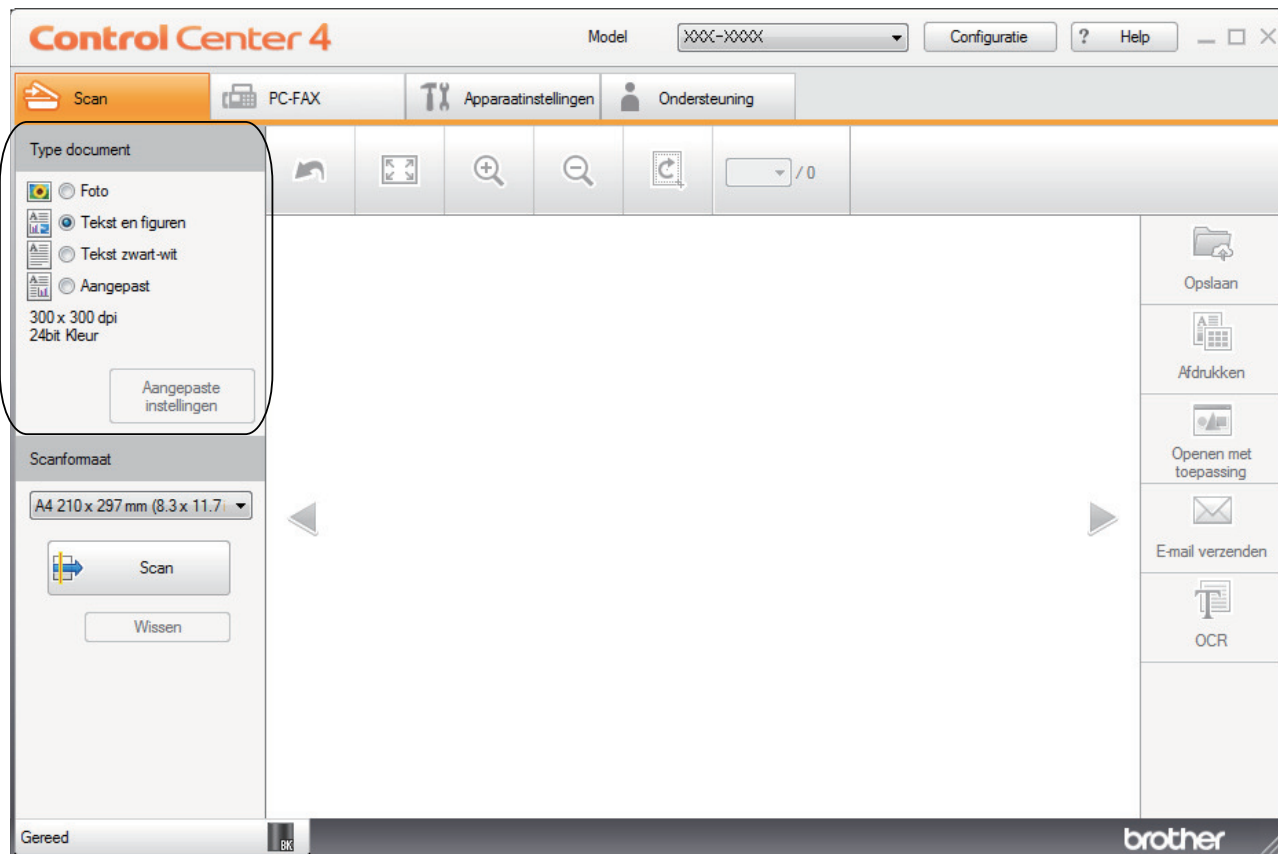 Control Center 4
Model
XXX-XXXX
Configuratie
? Help
Scan
PC-FAX
Apparaatinstellingen
Ondersteuning
Type document
Foto
Tekst en figuren
Tekst zwart-wit
Aangepast
300 x 300 dpi
24bit Kleur
Aangepaste
instellingen
Scanformaat
A4 210 x 297 mm (8.3 x 11.7
Scan
Wissen
/ 0
Opslaan
Afdrukken
Openen met
toepassing
E-mail verzenden
OCR
Gereed
BK
brother